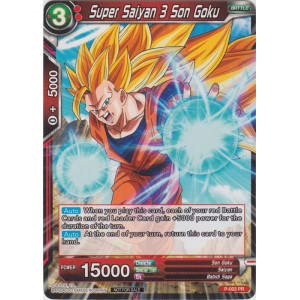 3
Super Saiyan 3 Son Goku
BATTLE
+ 5000
Auto When you play this card, each of your red Battle
Cards and red Leader Card gain +5000 power for the
duration of the turn.
Auto At the end of your turn, return this card to your
hand.
POWER
15000
Son Goku
Saiyan
Babidi Saga
P-003 PR